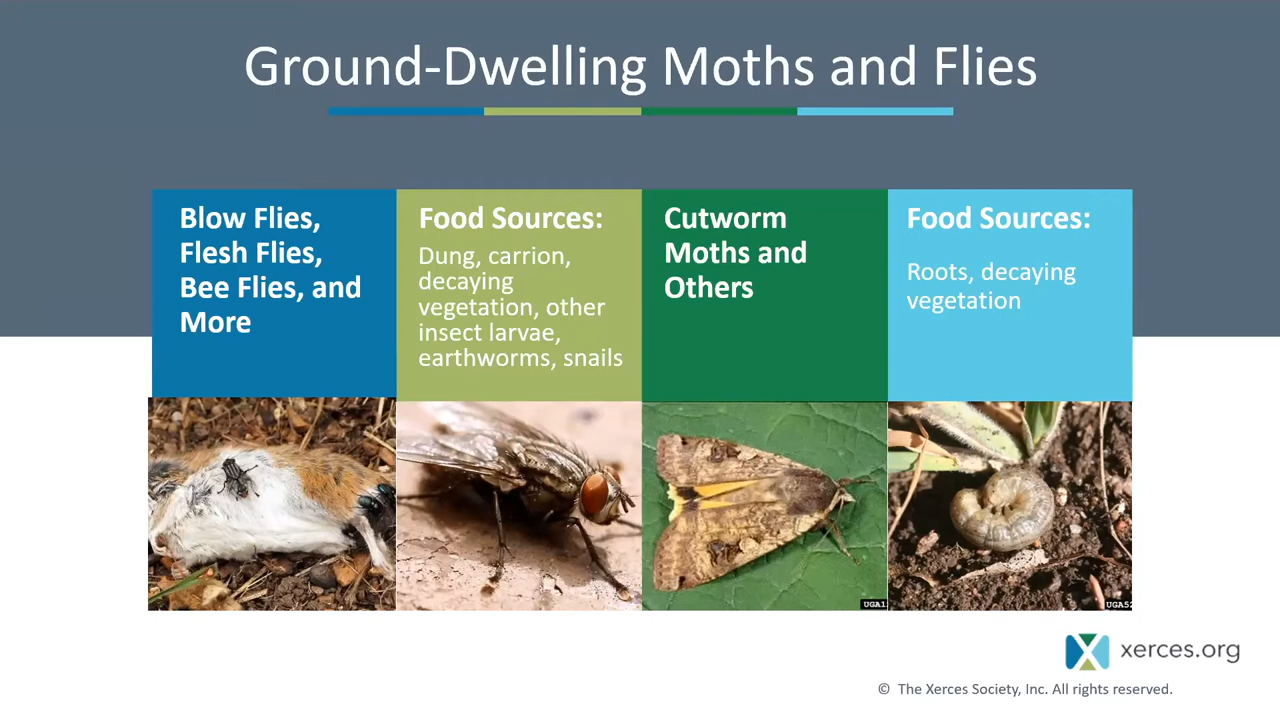 Ground-Dwelling Moths and Flies
Blow Flies,
Flesh Flies,
Bee Flies, and
More
Food Sources:
Dung, carrion,
decaying
vegetation, other
insect larvae,
earthworms, snails
Cutworm
Moths and
Others
Food Sources:
Roots, decaying
vegetation
UGA1
UGA52
xerces.org
© The Xerces Society, Inc. All rights reserved.